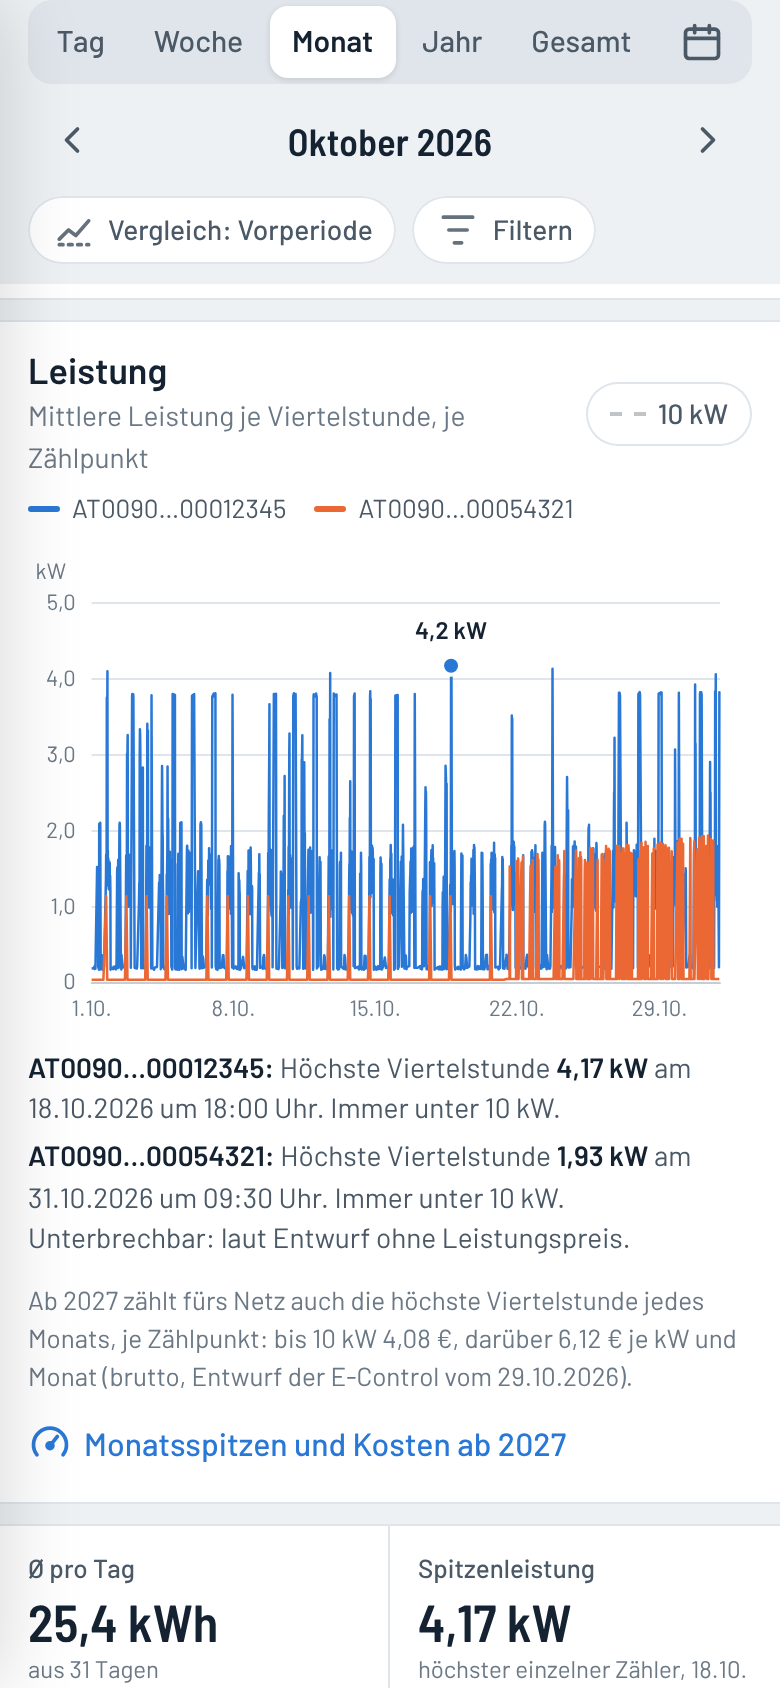 Tag Woche Monat Jahr Gesamt
Oktober 2026
Vergleich: Vorperiode Filtern
Leistung
Mittlere Leistung je Viertelstunde, je
Zählpunkt
10 kW
AT0090...00012345 AT0090...00054321
kW
5,0
4,2 kW
4,0
3,0
2,0
1,0
0
1.10. 8.10. 15.10. 22.10. 29.10.
AT0090...00012345: Höchste Viertelstunde 4,17 kW am
18.10.2026 um 18:00 Uhr. Immer unter 10 kW.
AT0090...00054321: Höchste Viertelstunde 1,93 kW am
31.10.2026 um 09:30 Uhr. Immer unter 10 kW.
Unterbrechbar: laut Entwurf ohne Leistungspreis.
Ab 2027 zählt fürs Netz auch die höchste Viertelstunde jedes
Monats, je Zählpunkt: bis 10 kW 4,08 €, darüber 6,12 € je kW und
Monat (brutto, Entwurf der E-Control vom 29.10.2026).
Monatsspitzen und Kosten ab 2027
Ø pro Tag
25,4 kWh
aus 31 Tagen
Spitzenleistung
4,17 kW
höchster einzelner Zähler, 18.10.